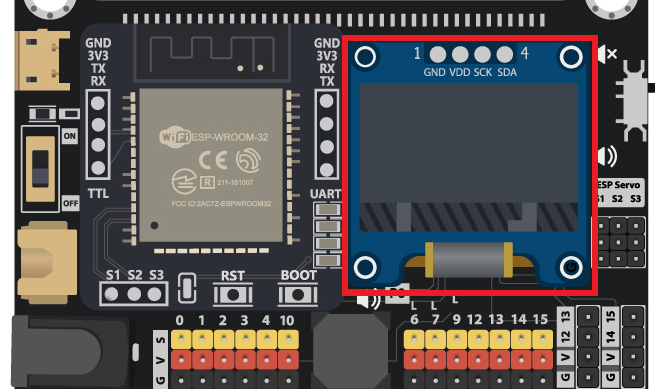 GND
3V3
TX
RX
TTL
ON
OFF
WiFi ESP-WROOM-32
CE
R 211-161007
FCC ID:2AC7Z-ESPWROOM32
GND
3V3
RX
TX
UART
1 4
GND VDD SCK SDA
ESP Servo
S1 S2 S3
S1 S2 S3
RST
BOOT
0 1 2 3 4 10
S
V
G
L L L
6 7 9 12 13 14 15
13
12
V
G
15
14
V
G